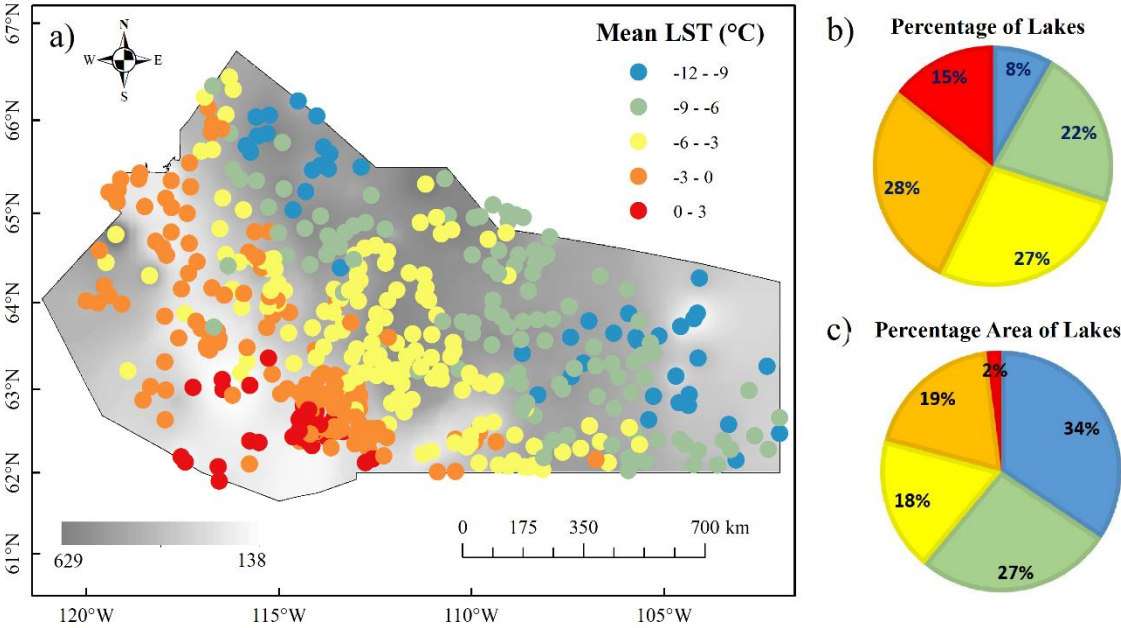 a)
N
W E
S
Mean LST (°C)
-12 - -9
-9 - -6
-6 - -3
-3 - 0
0 - 3
67°N
66°N
65°N
64°N
63°N
62°N
61°N
629 138
0 175 350 700 km
120°W 115°W 110°W 105°W
b) Percentage of Lakes
15% 8%
22%
28%
27%
c) Percentage Area of Lakes
2%
19% 34%
18%
27%